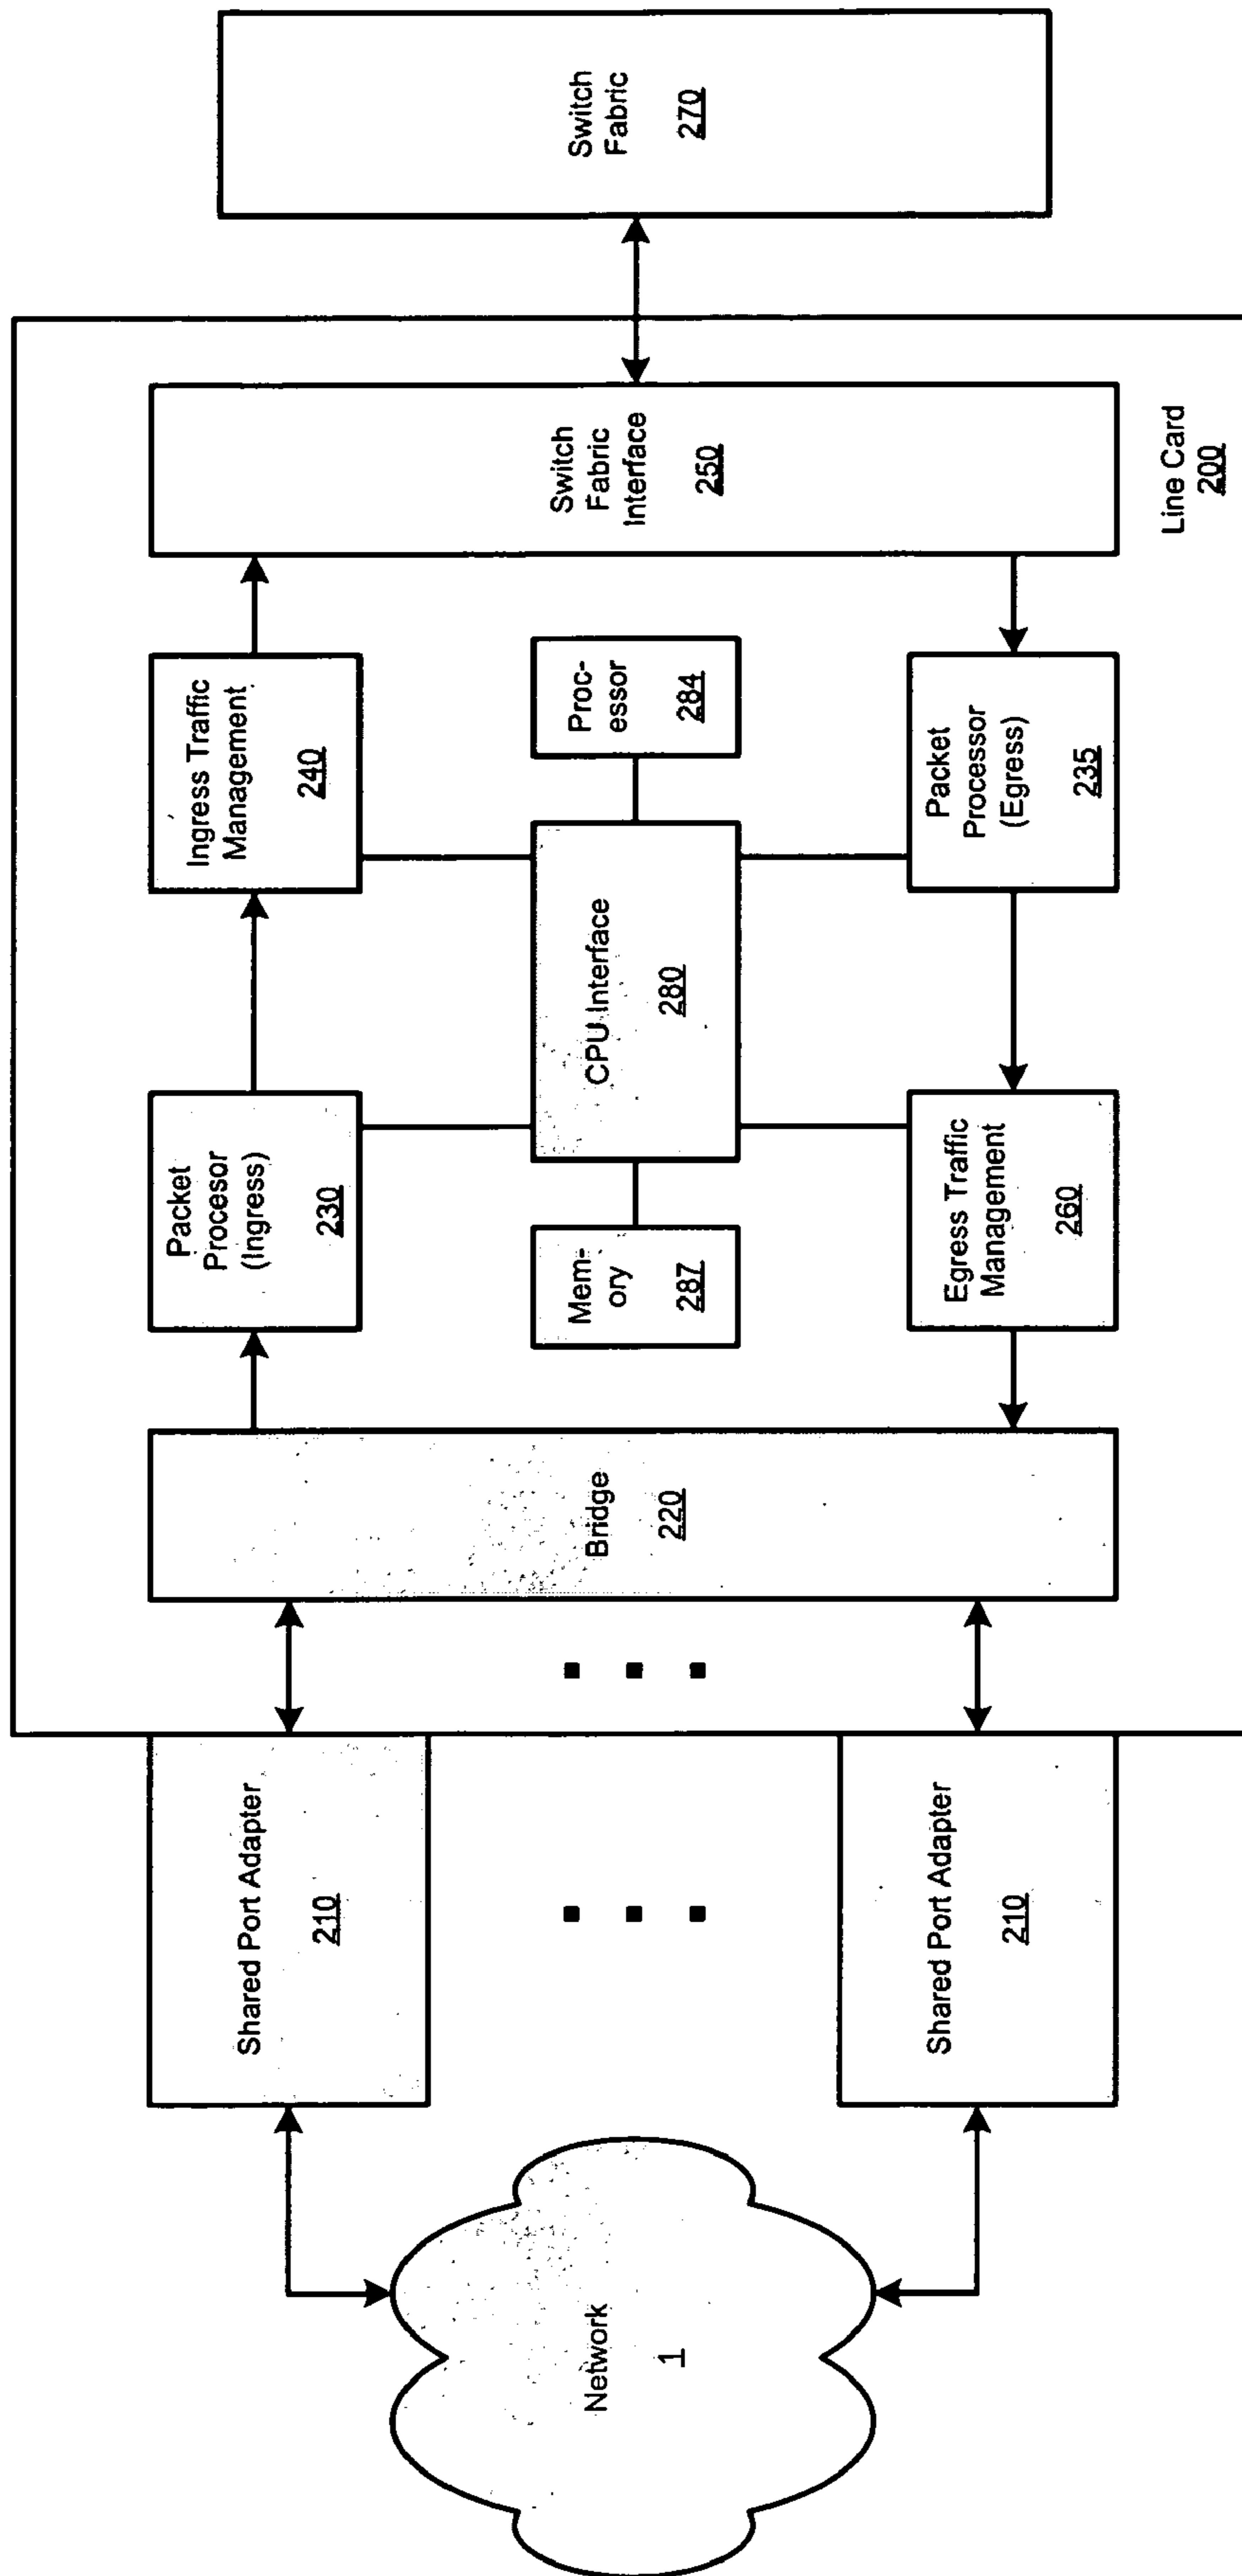 Network
1
Shared Port Adapter
210
Shared Port Adapter
210
Bridge
220
Packet
Procesor
(Ingress)
230
Ingress Traffic
Management
240
Mem-
ory
287
CPU Interface
280
Proc-
essor
284
Egress Traffic
Management
260
Packet
Processor
(Egress)
235
Switch
Fabric
Interface
250
Line Card
200
Switch
Fabric
270